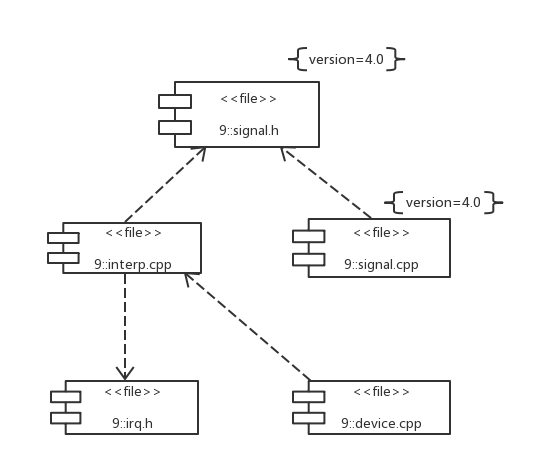 {version=4.0}
<<file>>
9::signal.h
{version=4.0}
<<file>>
9::interp.cpp
<<file>>
9::signal.cpp
<<file>>
9::irq.h
<<file>>
9::device.cpp